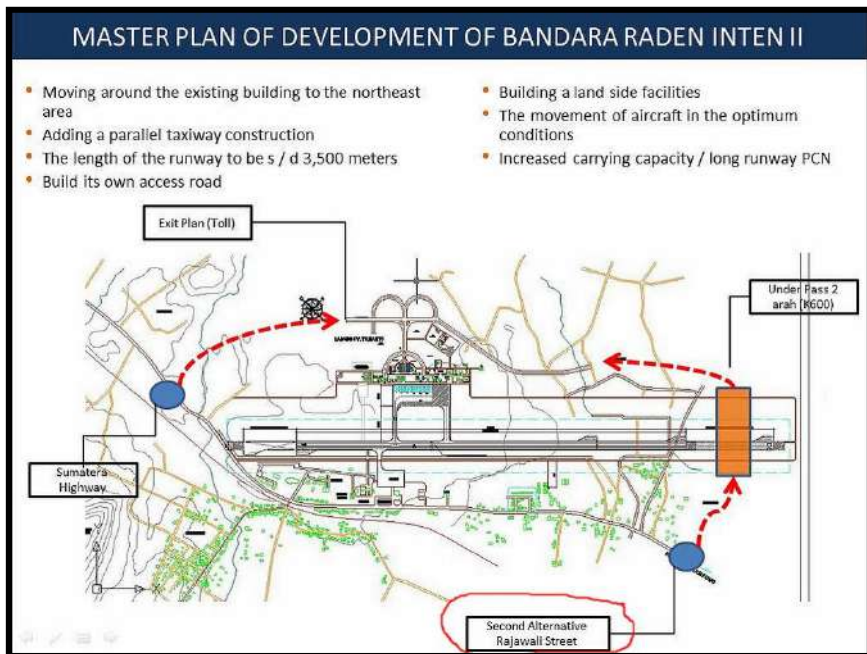 MASTER PLAN OF DEVELOPMENT OF BANDARA RADEN INTEN II
• Moving around the existing building to the northeast
area
• Adding a parallel taxiway construction
• The length of the runway to be s / d 3,500 meters
• Build its own access road
• Building a land side facilities
• The movement of aircraft in the optimum
conditions
• Increased carrying capacity / long runway PCN
Exit Plan (Toll)
Under Pass 2
arah (K600)
Sumatera
Highway
Second Alternative
Rajawali Street